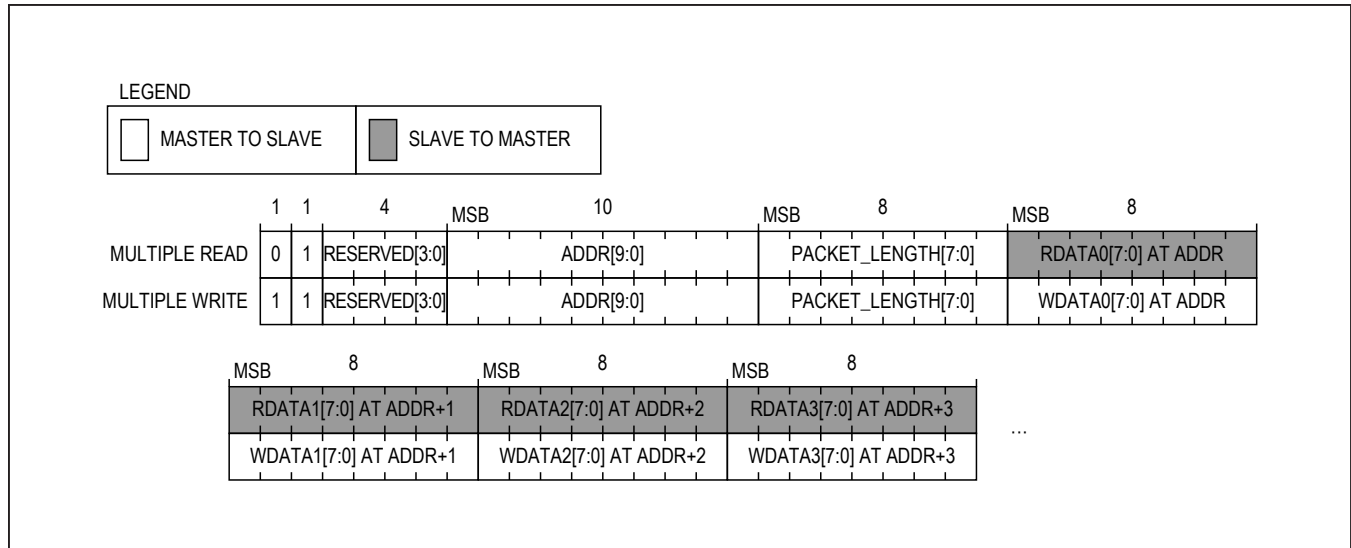 LEGEND
MASTER TO SLAVE SLAVE TO MASTER
1 1 4 MSB 10 MSB 8 MSB 8
MULTIPLE READ 0 1 RESERVED[3:0] ADDR[9:0] PACKET_LENGTH[7:0] RDATA0[7:0] AT ADDR
MULTIPLE WRITE 1 1 RESERVED[3:0] ADDR[9:0] PACKET_LENGTH[7:0] WDATA0[7:0] AT ADDR
MSB 8 MSB 8 MSB 8
RDATA1[7:0] AT ADDR+1 RDATA2[7:0] AT ADDR+2 RDATA3[7:0] AT ADDR+3
...
WDATA1[7:0] AT ADDR+1 WDATA2[7:0] AT ADDR+2 WDATA3[7:0] AT ADDR+3